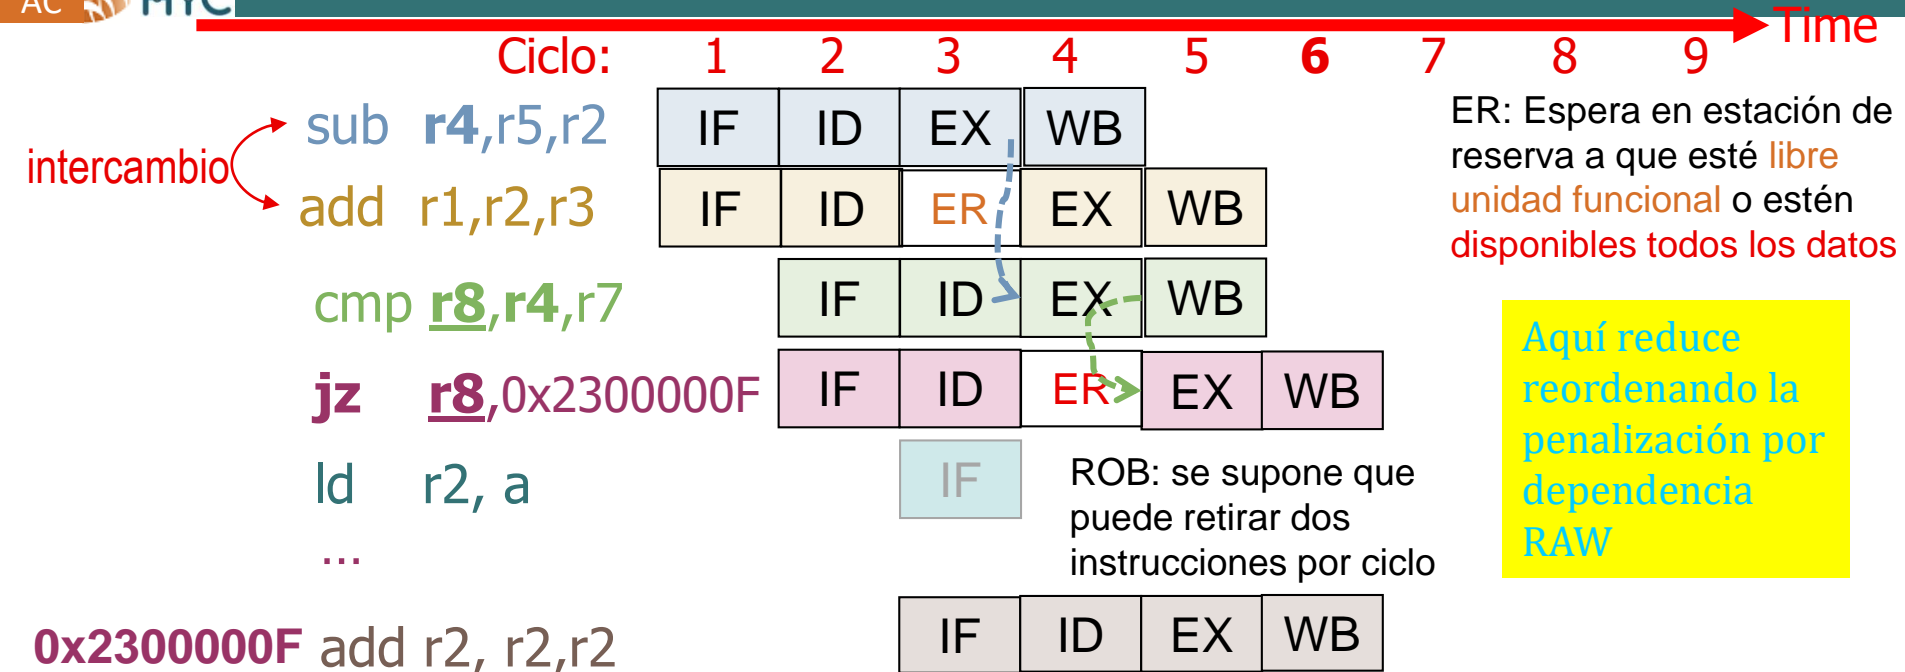 AC
Time
Ciclo: 1 2 3 4 5 6 7 8 9
intercambio
sub r4,r5,r2 IF ID EX WB
add r1,r2,r3 IF ID ER EX WB
cmp r8,r4,r7 IF ID EX WB
jz r8,0x2300000F IF ID ER EX WB
ld r2, a IF
...
0x2300000F add r2, r2,r2 IF ID EX WB
ER: Espera en estación de
reserva a que esté libre
unidad funcional o estén
disponibles todos los datos
ROB: se supone que
puede retirar dos
instrucciones por ciclo
Aquí reduce
reordenando la
penalización por
dependencia
RAW